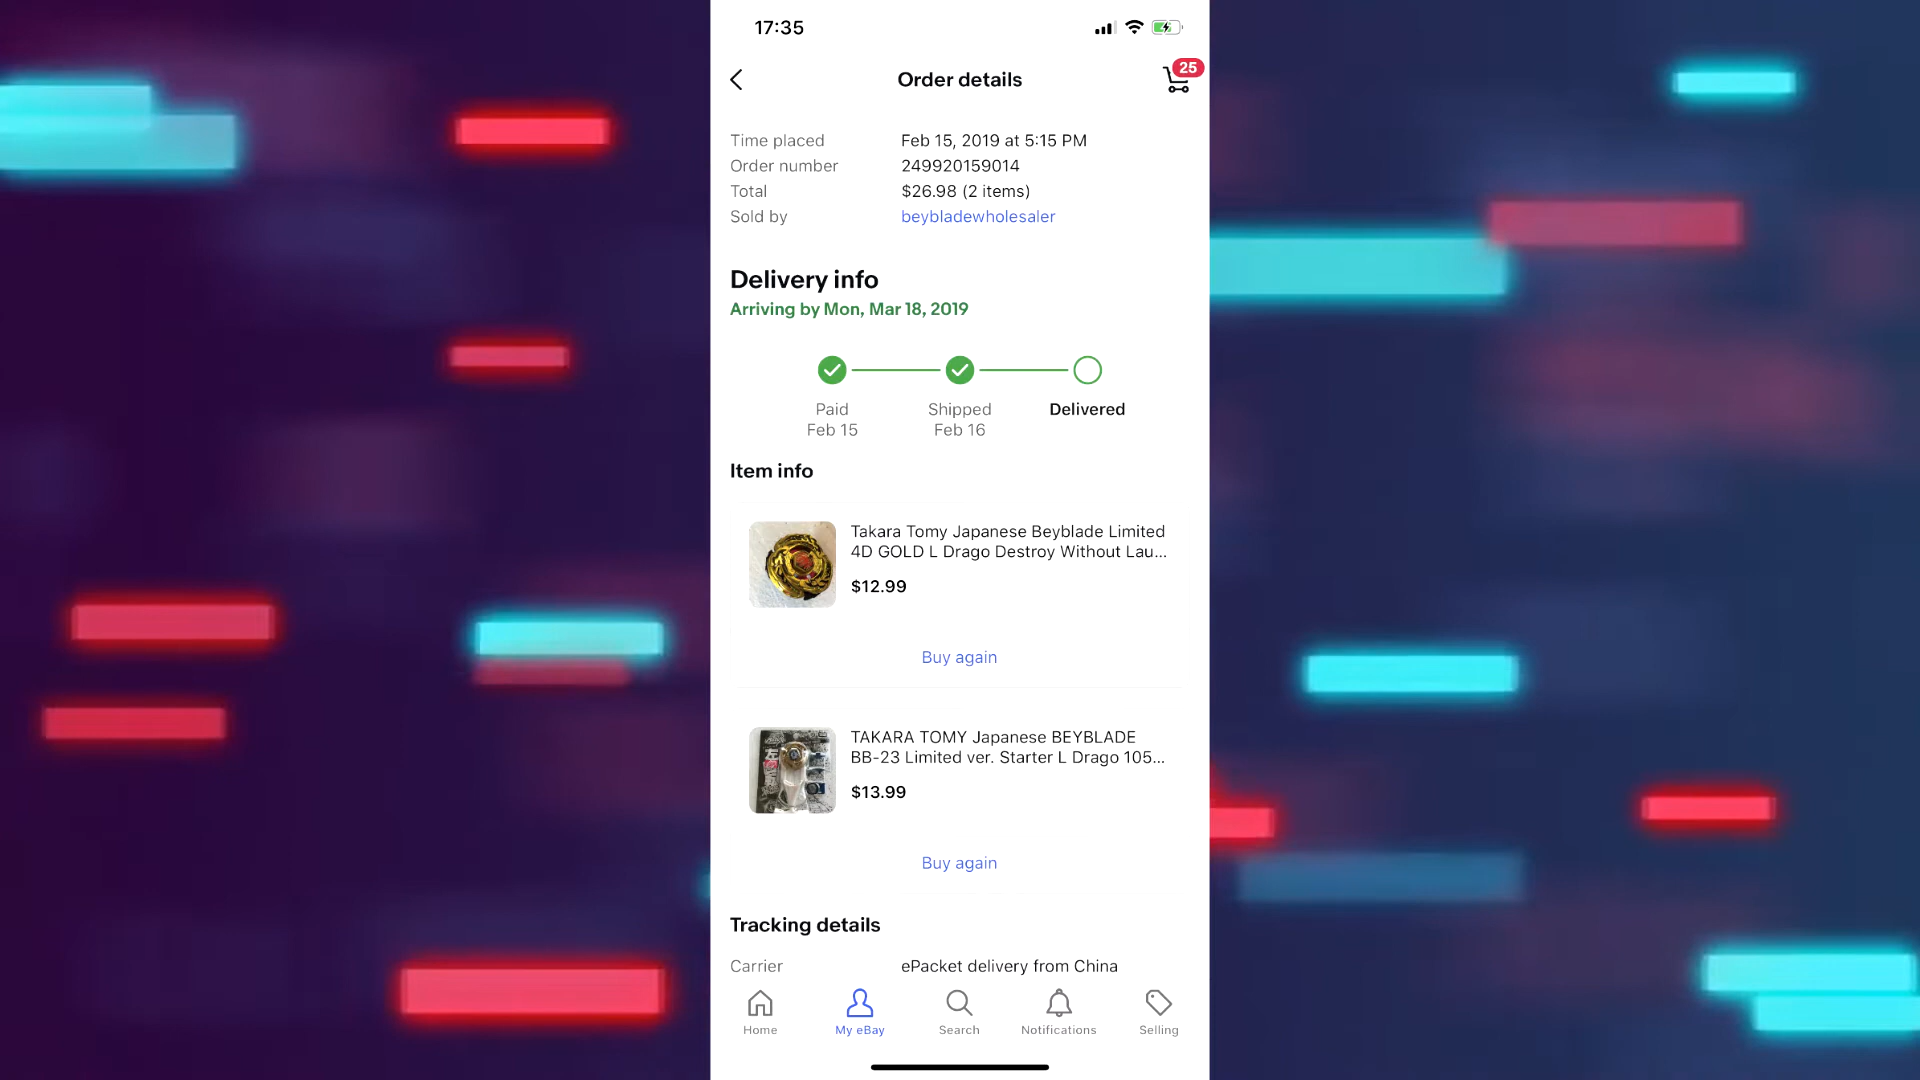 17:35
Order details
25
Time placed Feb 15, 2019 at 5:15 PM
Order number 249920159014
Total $26.98 (2 items)
Sold by beybladewholesaler
Delivery info
Arriving by Mon, Mar 18, 2019
Paid Shipped Delivered
Feb 15 Feb 16
Item info
Takara Tomy Japanese Beyblade Limited
4D GOLD L Drago Destroy Without Lau...
$12.99
Buy again
TAKARA TOMY Japanese BEYBLADE
BB-23 Limited ver. Starter L Drago 105...
$13.99
Buy again
Tracking details
Carrier ePacket delivery from China
Home My eBay Search Notifications Selling